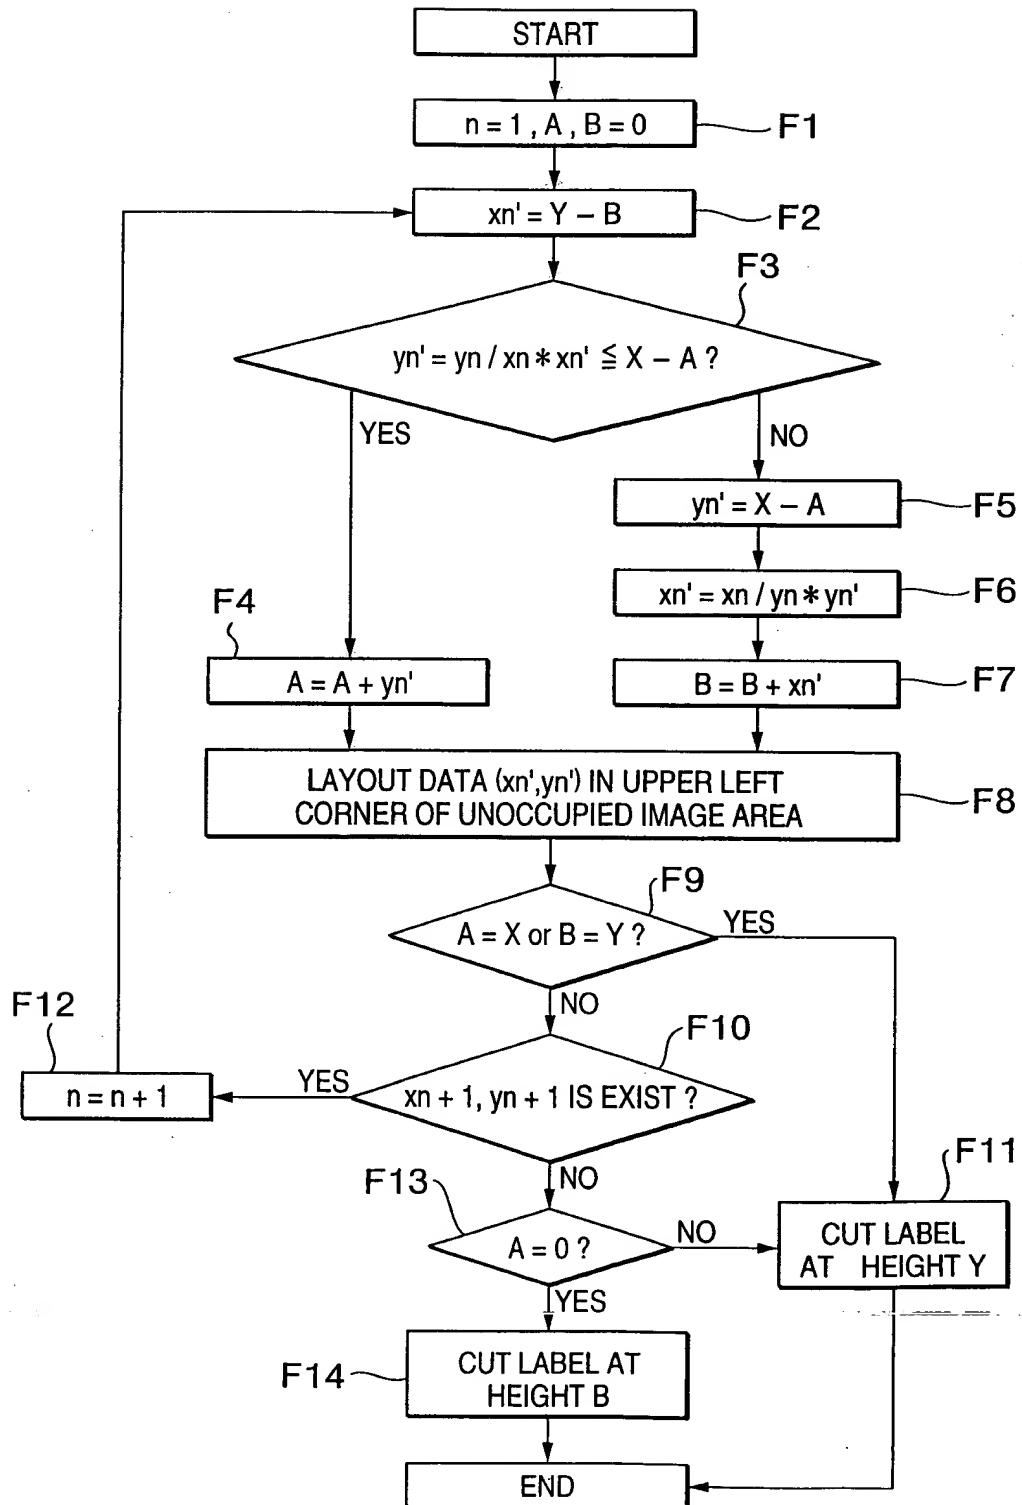 START
n = 1 , A , B = 0
F1
xn' = Y – B
F2
F3
yn' = yn / xn * xn' ≦ X – A ?
YES
NO
yn' = X – A
F5
xn' = xn / yn * yn'
F6
F4
A = A + yn'
B = B + xn'
F7
LAYOUT DATA (xn',yn') IN UPPER LEFT
CORNER OF UNOCCUPIED IMAGE AREA
F8
F9
A = X or B = Y ?
YES
NO
F12
F10
n = n + 1
YES
xn + 1, yn + 1 IS EXIST ?
NO
F13
F11
A = 0 ?
NO
CUT LABEL
AT HEIGHT Y
YES
F14
CUT LABEL AT
HEIGHT B
END